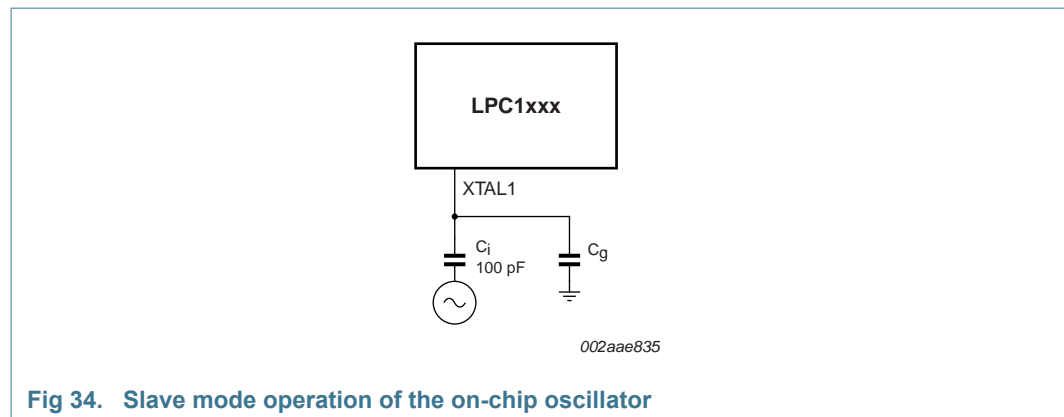 LPC1xxx
XTAL1
Ci
100 pF
Cg
002aae835
Fig 34. Slave mode operation of the on-chip oscillator